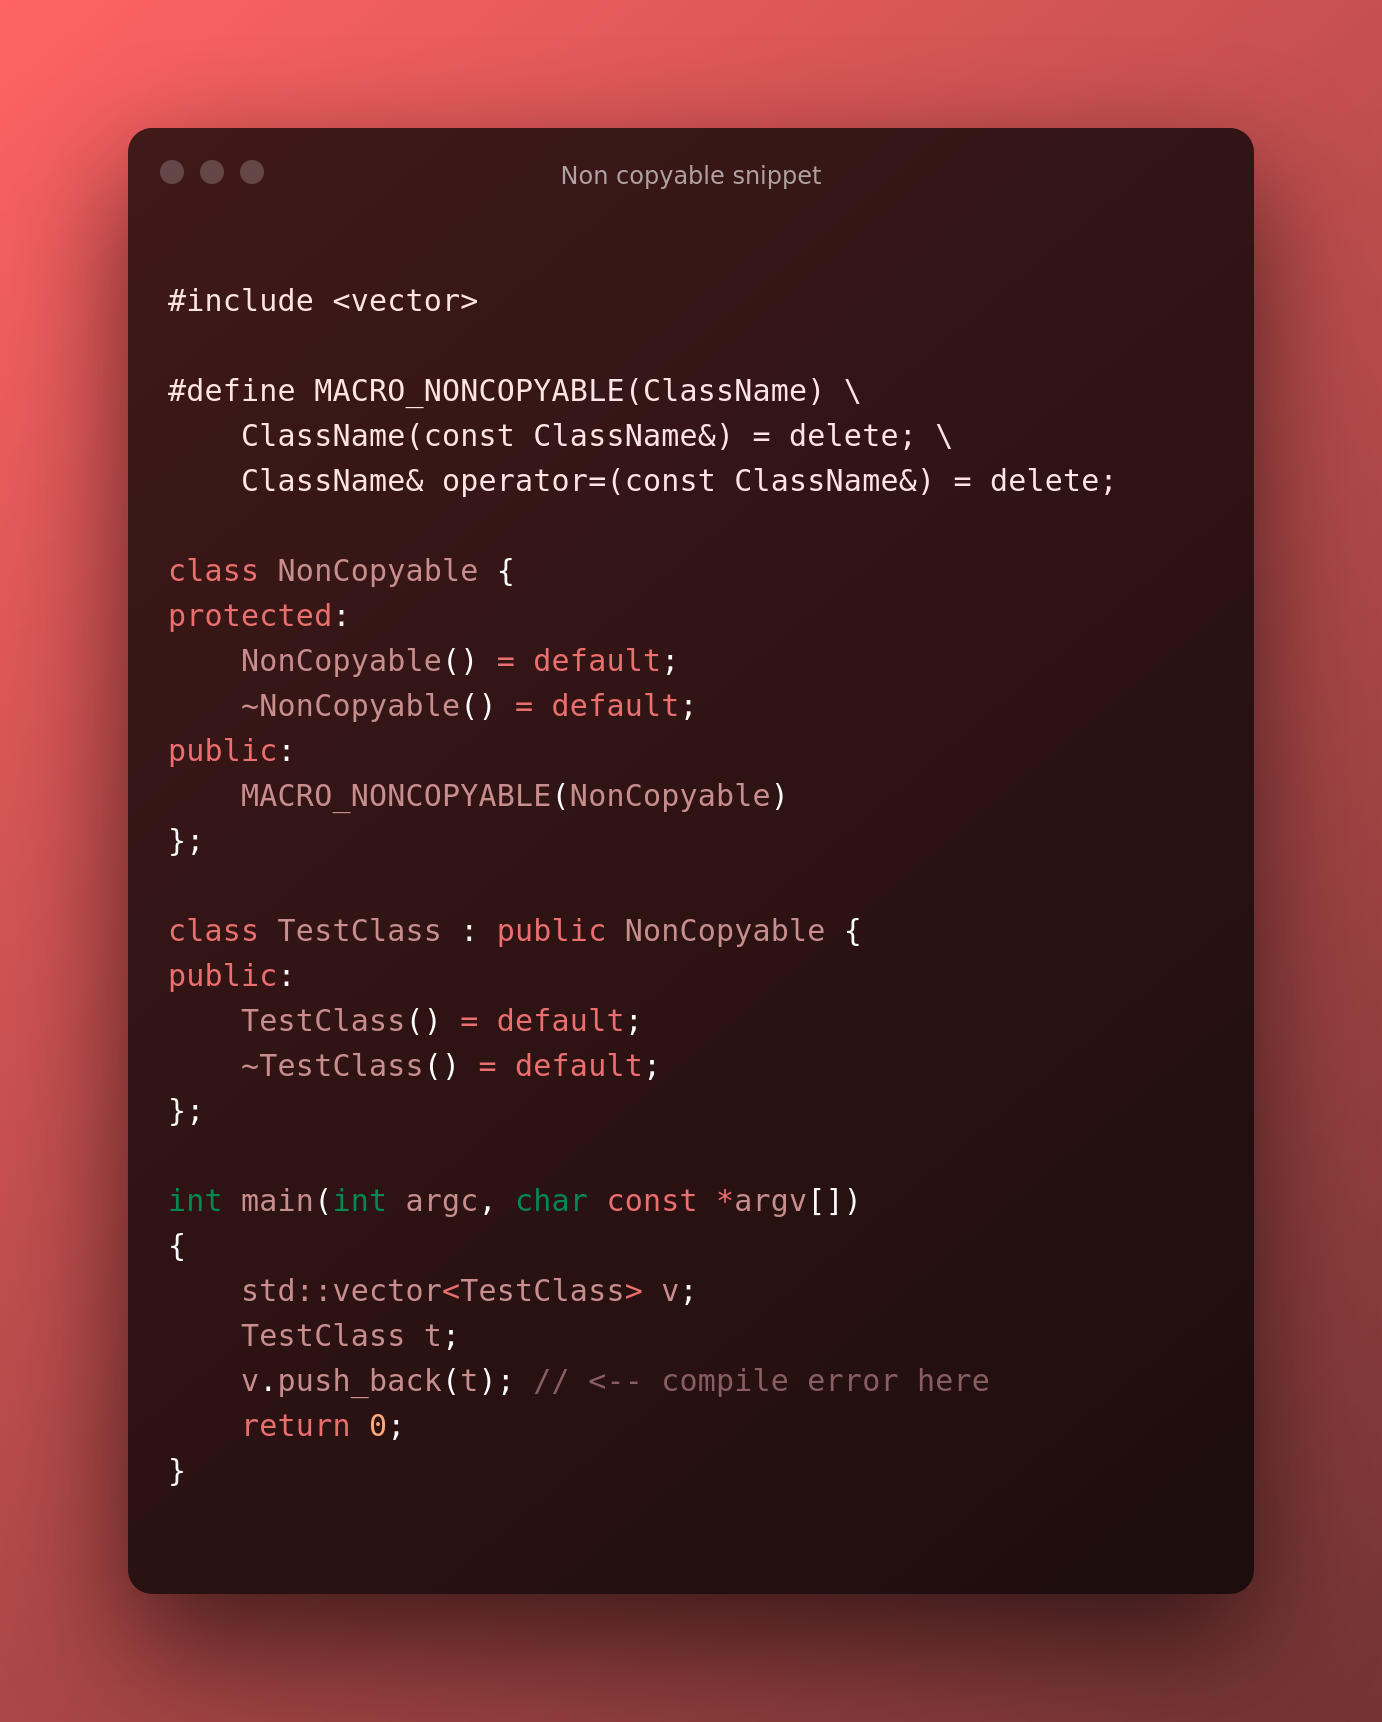 Non copyable snippet
#include <vector>
#define MACRO_NONCOPYABLE(ClassName) \
    ClassName(const ClassName&) = delete; \
    ClassName& operator=(const ClassName&) = delete;
class NonCopyable {
protected:
    NonCopyable() = default;
    ~NonCopyable() = default;
public:
    MACRO_NONCOPYABLE(NonCopyable)
};
class TestClass : public NonCopyable {
public:
    TestClass() = default;
    ~TestClass() = default;
};
int main(int argc, char const *argv[])
{
    std::vector<TestClass> v;
    TestClass t;
    v.push_back(t); // <-- compile error here
    return 0;
}